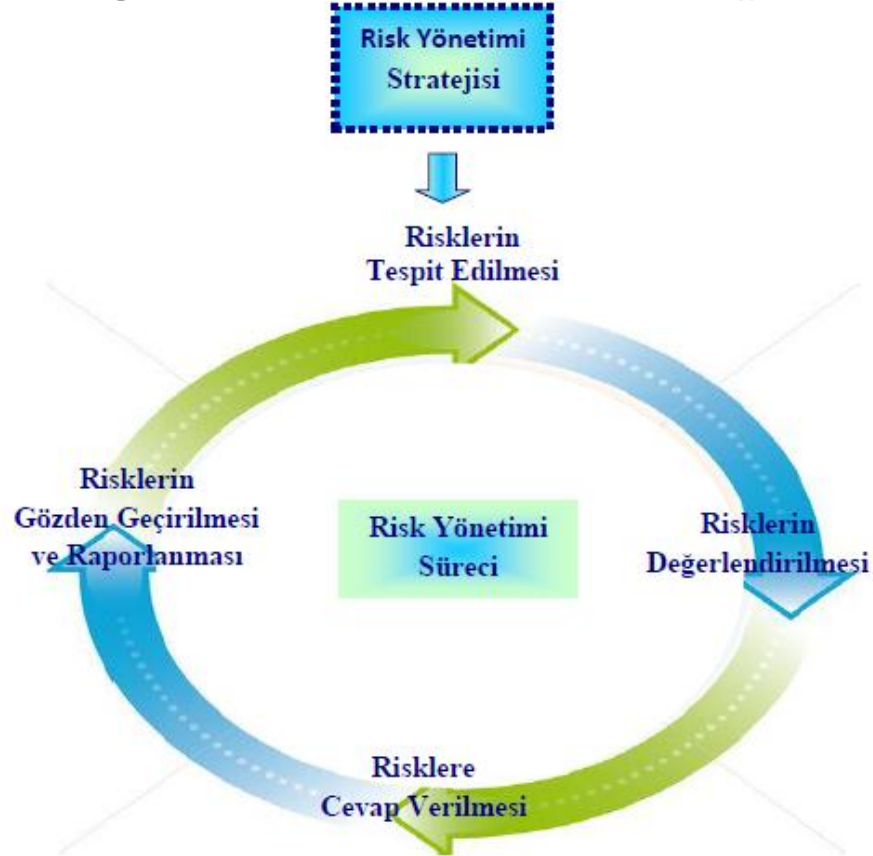 Risk Yönetimi
Stratejisi
Risklerin
Tespit Edilmesi
Risklerin
Gözden Geçirilmesi
ve Raporlanması
Risk Yönetimi
Süreci
Risklerin
Değerlendirilmesi
Risklere
Cevap Verilmesi